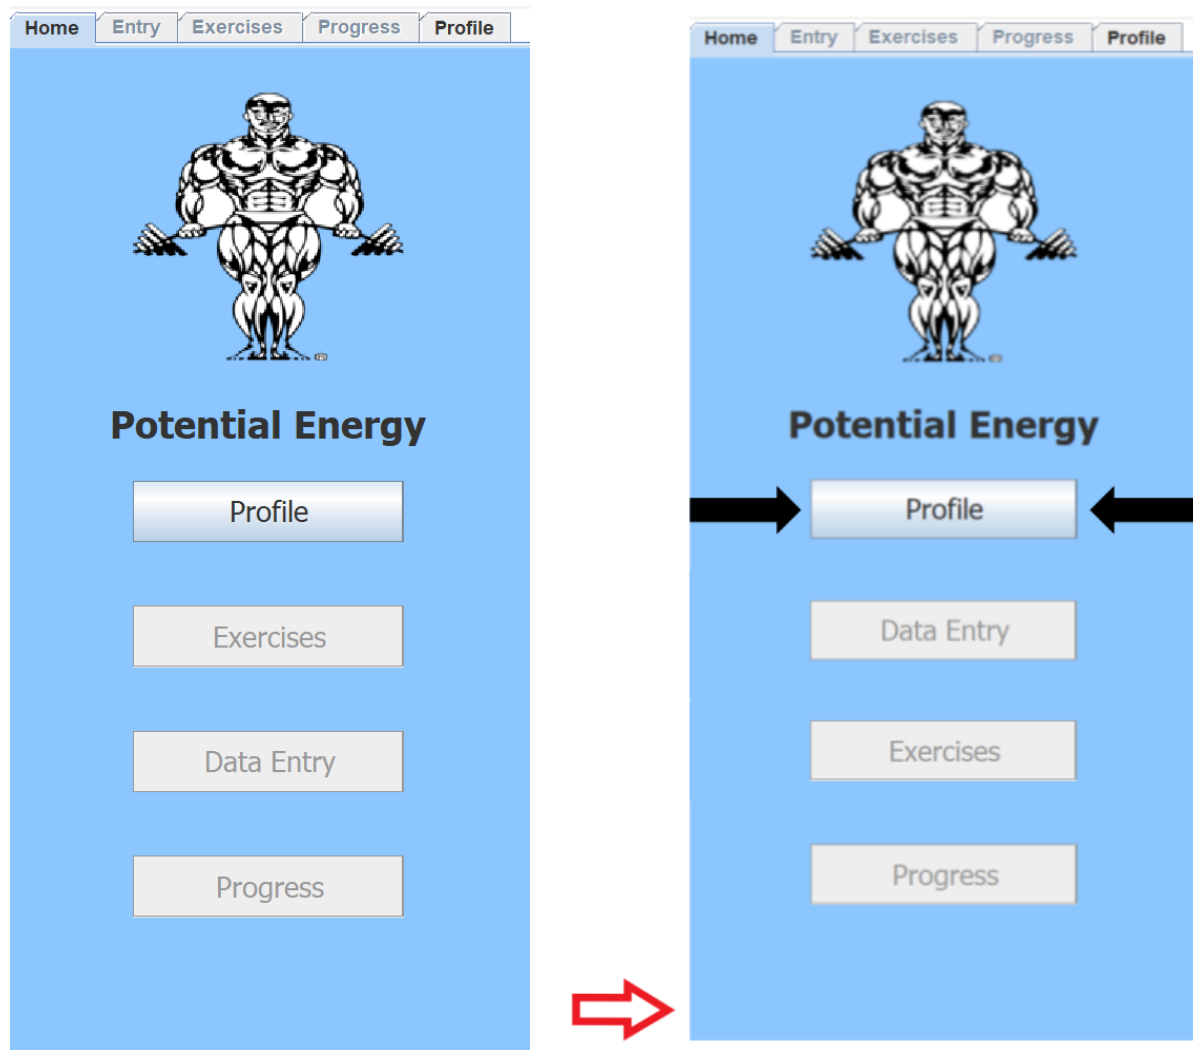 Home Entry Exercises Progress Profile
Potential Energy
Profile
Exercises
Data Entry
Progress
Home Entry Exercises Progress Profile
Potential Energy
Profile
Data Entry
Exercises
Progress